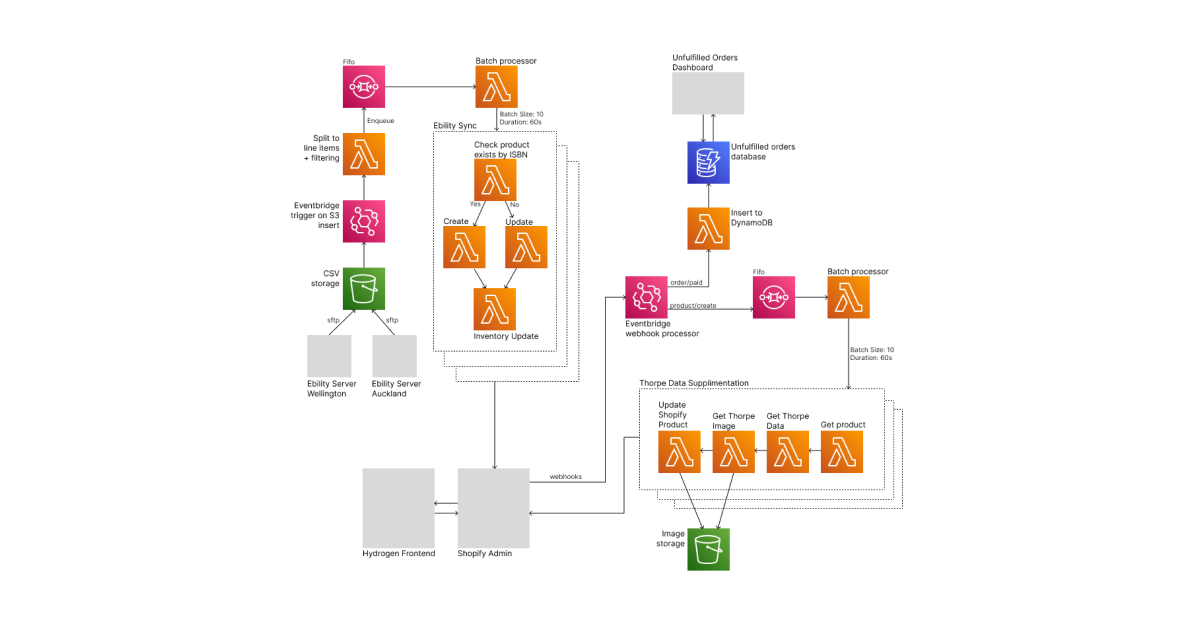 Fifo
Batch processor
Enqueue
Batch Size: 10
Duration: 60s
Ebility Sync
Split to
line items
+ filtering
Check product
exists by ISBN
Yes
No
Eventbridge
trigger on S3
insert
Create
Update
CSV
storage
Inventory Update
sftp
sftp
Ebility Server
Wellington
Ebility Server
Auckland
Unfulfilled Orders
Dashboard
Unfulfilled orders
database
Insert to
DynamoDB
order/paid
product/create
Eventbridge
webhook processor
Fifo
Batch processor
Batch Size: 10
Duration: 60s
Thorpe Data Supplimentation
Update
Shopify
Product
Get Thorpe
Image
Get Thorpe
Data
Get product
webhooks
Image
storage
Hydrogen Frontend
Shopify Admin